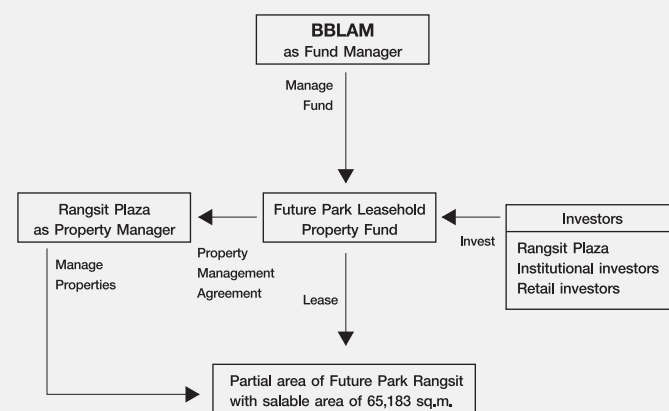 BBLAM
as Fund Manager
Manage
Fund
Rangsit Plaza
as Property Manager
Future Park Leasehold
Property Fund
Investors
Rangsit Plaza
Institutional investors
Retail investors
Invest
Property
Management
Agreement
Manage
Properties
Lease
Partial area of Future Park Rangsit
with salable area of 65,183 sq.m.